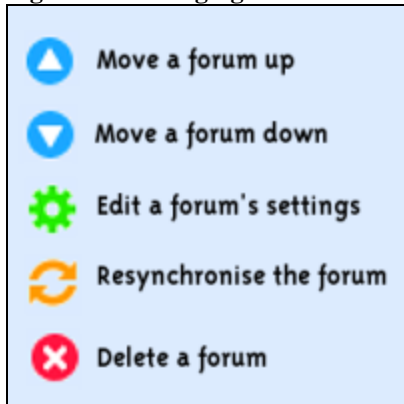 Move a forum up
Move a forum down
Edit a forum's settings
Resynchronise the forum
Delete a forum